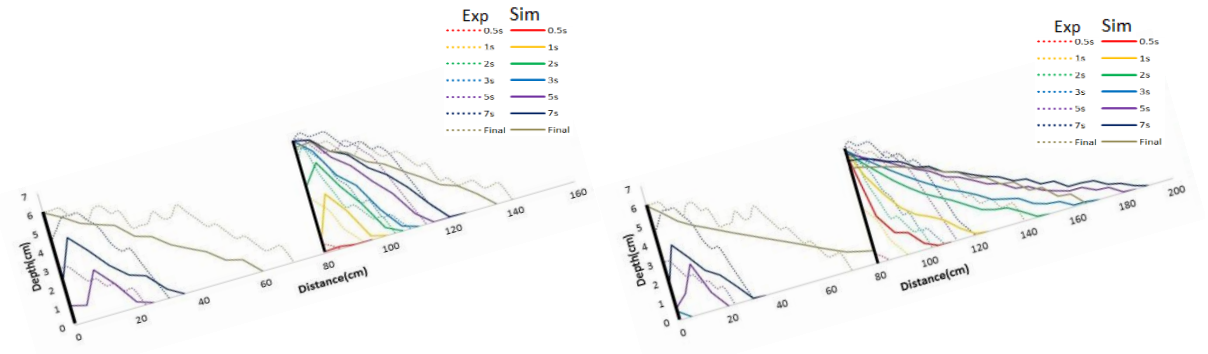 Exp Sim
0.5s 0.5s
1s 1s
2s 2s
3s 3s
5s 5s
7s 7s
Final Final
7
6
5
4
3
2
1
0
Depth(cm)
0 20 40 60 80 100 120 140 160
Distance(cm)
Exp Sim
0.5s 0.5s
1s 1s
2s 2s
3s 3s
5s 5s
7s 7s
Final Final
7
6
5
4
3
2
1
0
Depth(cm)
0 20 40 60 80 100 120 140 160 180 200
Distance(cm)